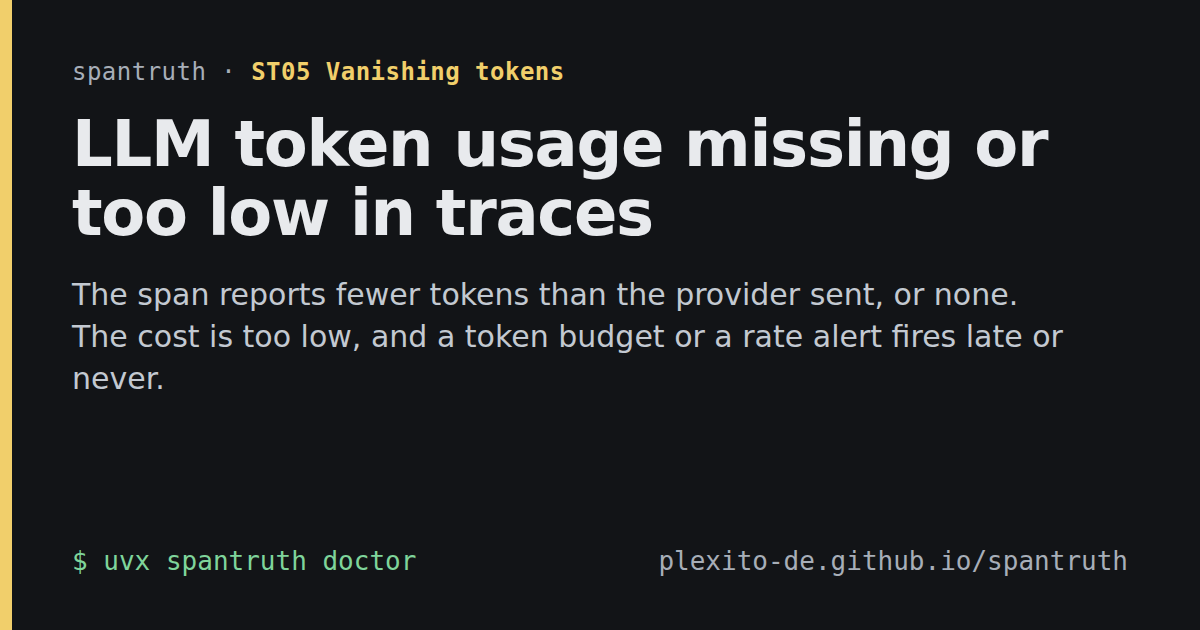 spantruth · ST05 Vanishing tokens
LLM token usage missing or
too low in traces
The span reports fewer tokens than the provider sent, or none.
The cost is too low, and a token budget or a rate alert fires late or
never.
$ uvx spantruth doctor
plexito-de.github.io/spantruth